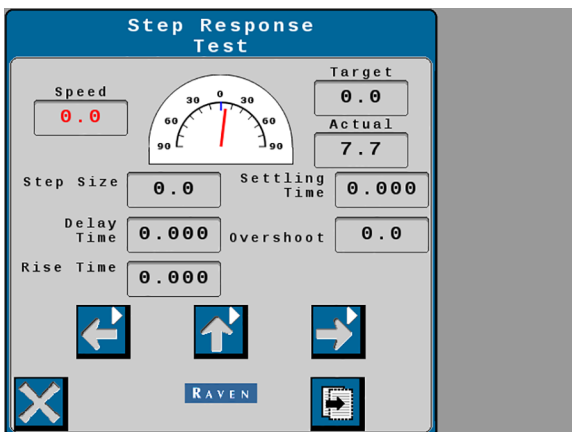 Step Response
Test
Speed
0.0
Target
0.0
Actual
7.7
90
60
30
0
30
60
90
Step Size
0.0
Settling
Time
0.000
Delay
Time
0.000
Overshoot
0.0
Rise Time
0.000
RAVEN